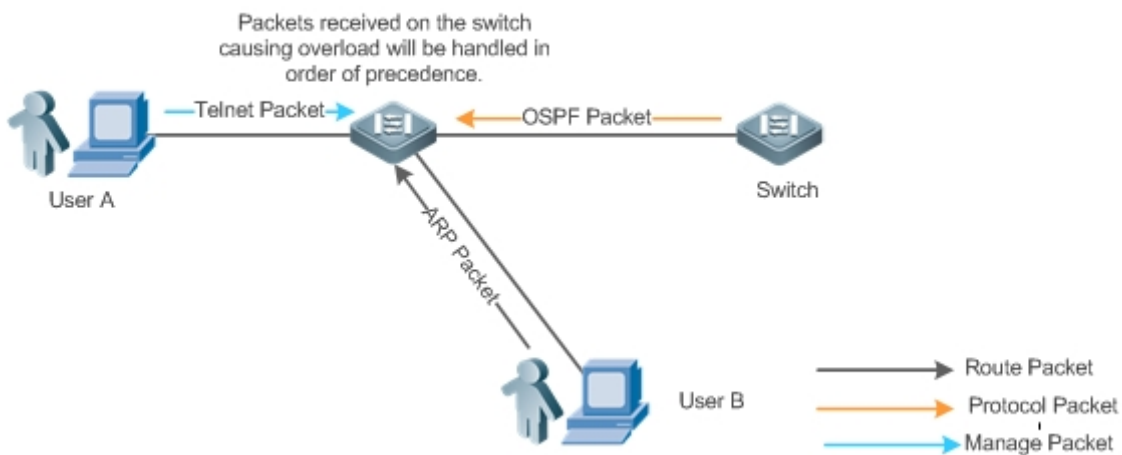 Packets received on the switch
causing overload will be handled in
order of precedence.
Telnet Packet
OSPF Packet
User A
Switch
ARP Packet
User B
Route Packet
Protocol Packet
Manage Packet